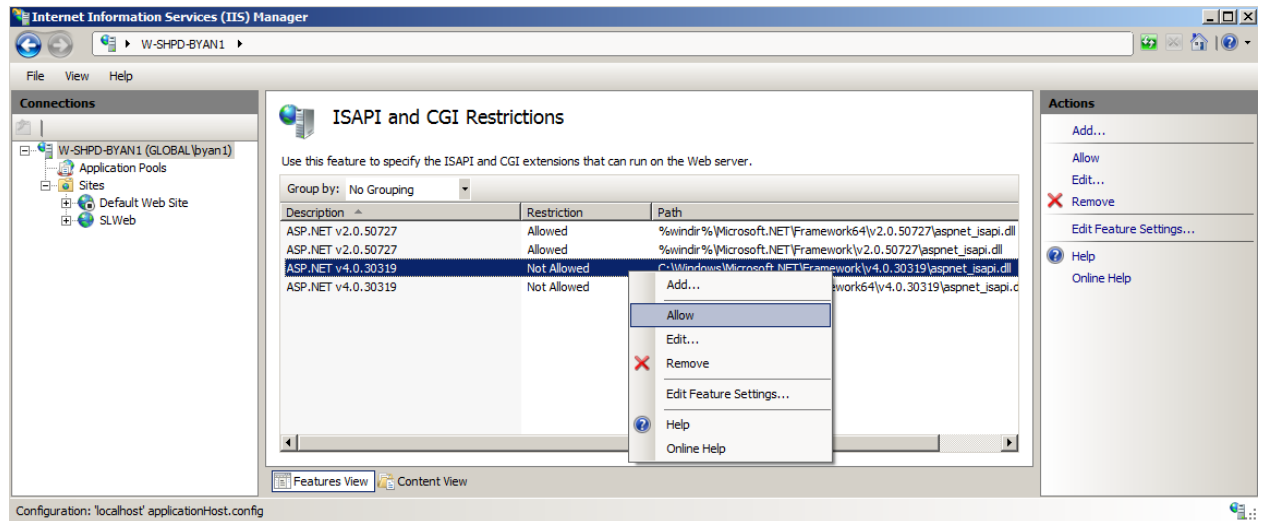 Internet Information Services (IIS) Manager
W-SHPD-BYAN1
File View Help
Connections
W-SHPD-BYAN1 (GLOBAL\byan1)
Application Pools
Sites
Default Web Site
SLWeb
ISAPI and CGI Restrictions
Use this feature to specify the ISAPI and CGI extensions that can run on the Web server.
Group by: No Grouping
Description Restriction Path
ASP.NET v2.0.50727 Allowed %windir%\Microsoft.NET\Framework64\v2.0.50727\aspnet_isapi.dll
ASP.NET v2.0.50727 Allowed %windir%\Microsoft.NET\Framework\v2.0.50727\aspnet_isapi.dll
ASP.NET v4.0.30319 Not Allowed C:\Windows\Microsoft.NET\Framework\v4.0.30319\aspnet_isapi.dll
ASP.NET v4.0.30319 Not Allowed ework64\v4.0.30319\aspnet_isapi.d
Add...
Allow
Edit...
Remove
Edit Feature Settings...
Help
Online Help
Features View Content View
Actions
Add...
Allow
Edit...
Remove
Edit Feature Settings...
Help
Online Help
Configuration: 'localhost' applicationHost.config